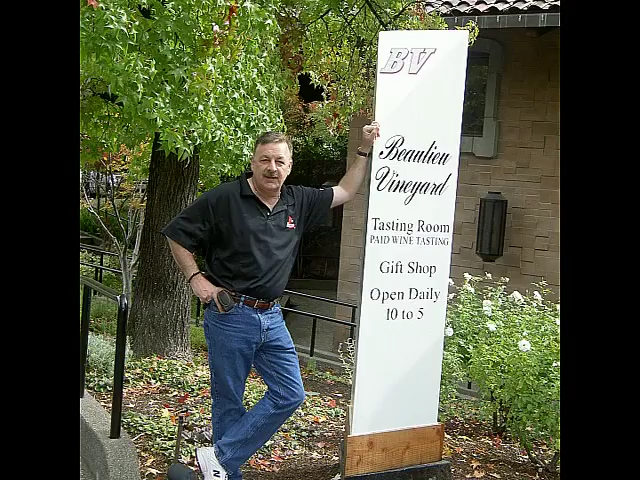 BV
Beaulieu
Vineyard
Tasting Room
PAID WINE TASTING
Gift Shop
Open Daily
10 to 5
N